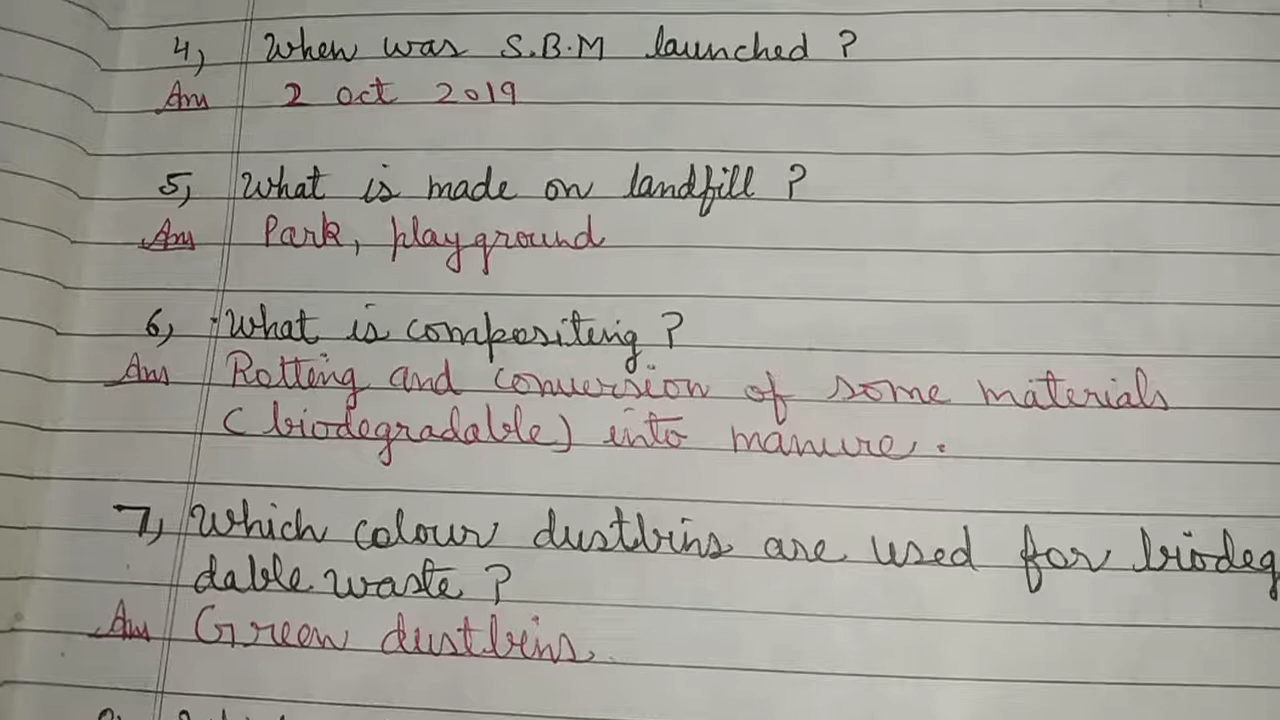 4, When was S.B.M launched ?
Ans 2 Oct 2019
5, What is made on landfill ?
Ans Park, playground
6, What is compositing ?
Ans Rotting and conversion of some materials
(biodegradable) into manure.
7, Which colour dustbins are used for biodeg
dable waste ?
Ans Green dustbins.